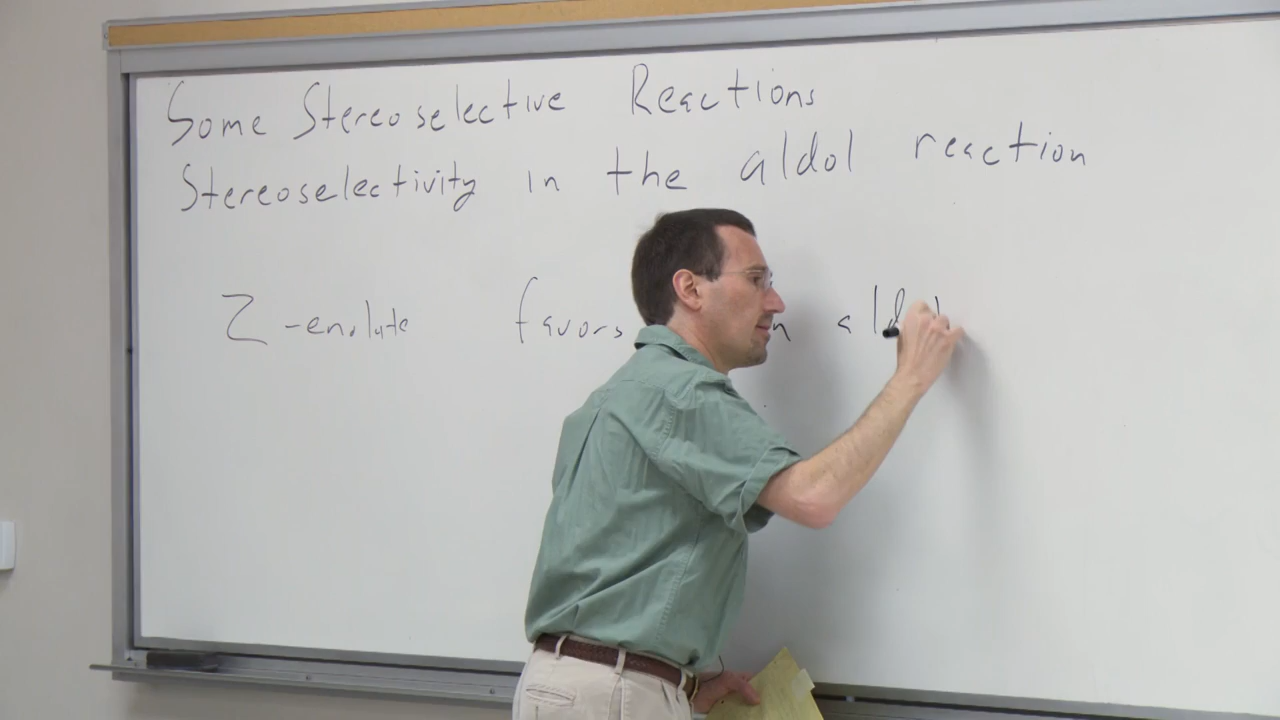 Some Stereoselective Reactions
Stereoselectivity in the aldol reaction
Z-enolate favors aldol